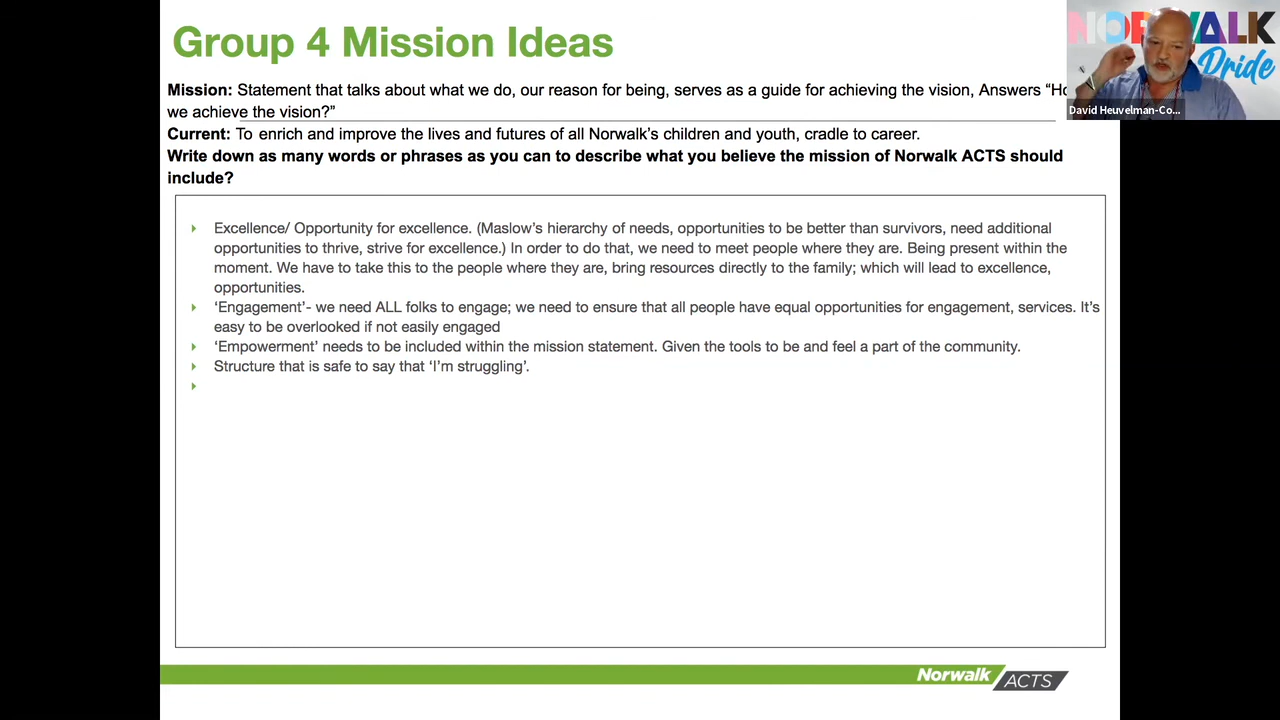 Group 4 Mission Ideas
NORWALK
Pride
David Heuvelman-Co...
Mission: Statement that talks about what we do, our reason for being, serves as a guide for achieving the vision, Answers “Ho
we achieve the vision?”
Current: To enrich and improve the lives and futures of all Norwalk’s children and youth, cradle to career.
Write down as many words or phrases as you can to describe what you believe the mission of Norwalk ACTS should
include?
Excellence/ Opportunity for excellence. (Maslow’s hierarchy of needs, opportunities to be better than survivors, need additional
opportunities to thrive, strive for excellence.) In order to do that, we need to meet people where they are. Being present within the
moment. We have to take this to the people where they are, bring resources directly to the family; which will lead to excellence,
opportunities.
‘Engagement’- we need ALL folks to engage; we need to ensure that all people have equal opportunities for engagement, services. It’s
easy to be overlooked if not easily engaged
‘Empowerment’ needs to be included within the mission statement. Given the tools to be and feel a part of the community.
Structure that is safe to say that ‘I’m struggling’.
Norwalk ACTS